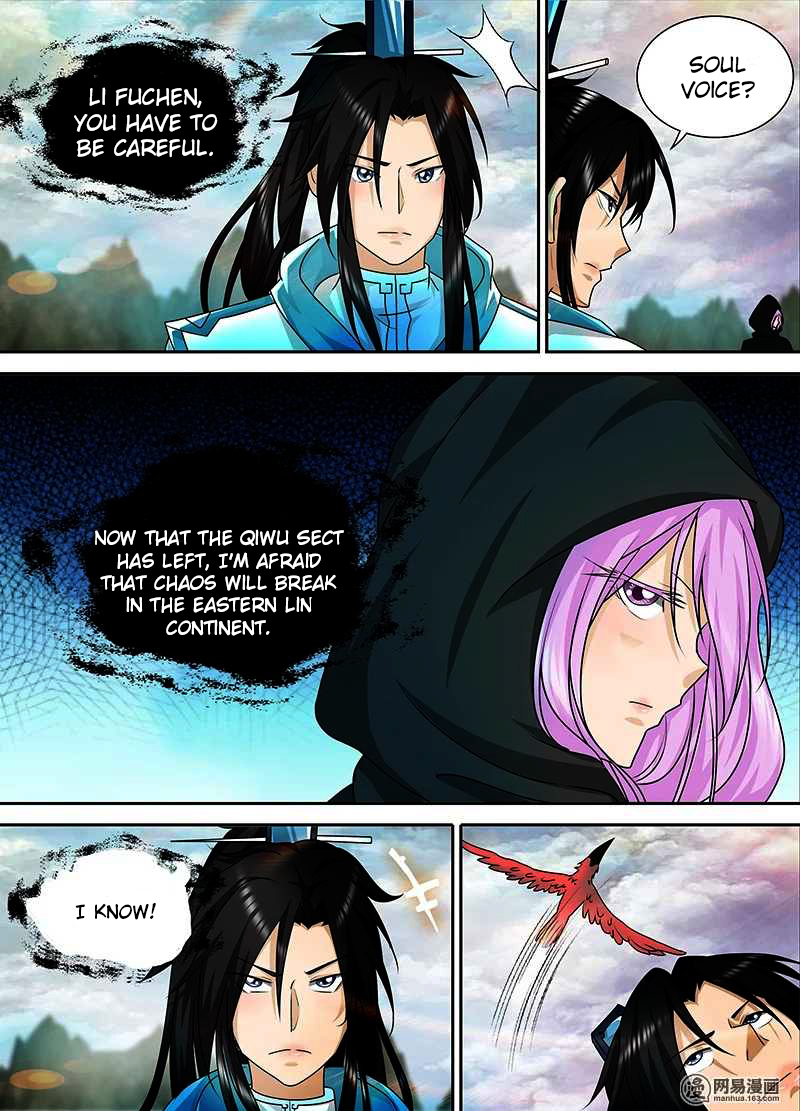 LI FUCHEN,
YOU HAVE TO
BE CAREFUL.
SOUL
VOICE?
NOW THAT THE QIWU SECT
HAS LEFT, I'M AFRAID
THAT CHAOS WILL BREAK
IN THE EASTERN LIN
CONTINENT.
I KNOW!
网易漫画
manhua.163.com